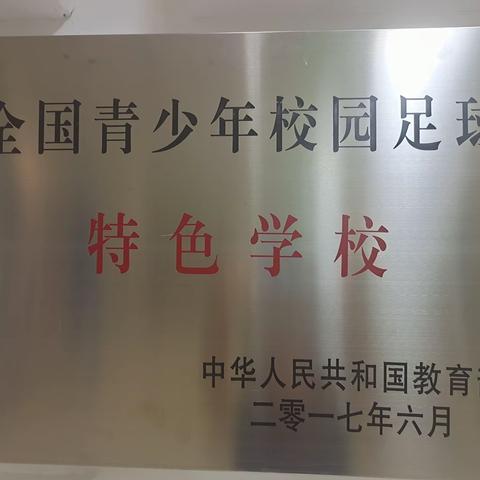 全国青少年校园足球
特色学校
中华人民共和国教育部
二零一七年六月